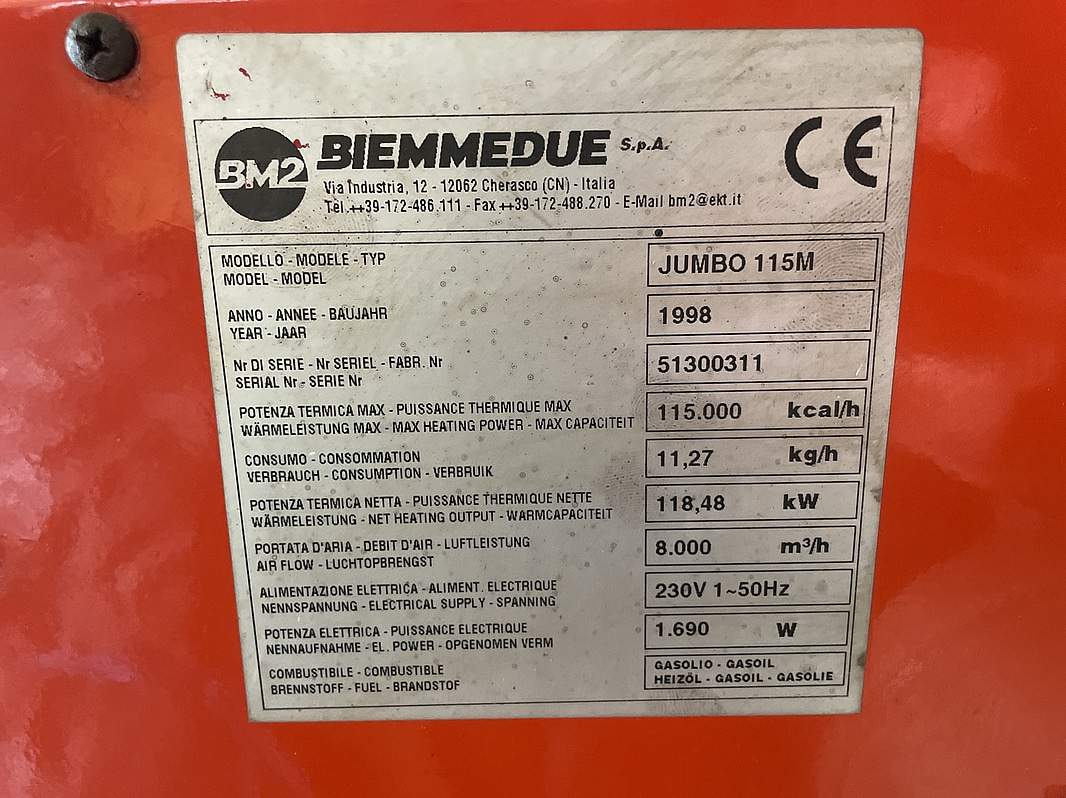 BM2 BIEMMEDUE S.p.A. CE
Via Industria, 12 - 12062 Cherasco (CN) - Italia
Tel.++39-172-486.111 - Fax ++39-172-488.270 - E-Mail bm2@ekt.it
MODELLO - MODELE - TYP
MODEL - MODEL
JUMBO 115M
ANNO - ANNEE - BAUJAHR
YEAR - JAAR
1998
Nr DI SERIE - Nr SERIEL - FABR. Nr
SERIAL Nr - SERIE Nr
51300311
POTENZA TERMICA MAX - PUISSANCE THERMIQUE MAX
WÄRMELEISTUNG MAX - MAX HEATING POWER - MAX CAPACITEIT
115.000 kcal/h
CONSUMO - CONSOMMATION
VERBRAUCH - CONSUMPTION - VERBRUIK
11,27 kg/h
POTENZA TERMICA NETTA - PUISSANCE THERMIQUE NETTE
WÄRMELEISTUNG - NET HEATING OUTPUT - WARMCAPACITEIT
118,48 kW
PORTATA D'ARIA - DEBIT D'AIR - LUFTLEISTUNG
AIR FLOW - LUCHTOPBRENGST
8.000 m³/h
ALIMENTAZIONE ELETTRICA - ALIMENT. ELECTRIQUE
NENNSPANNUNG - ELECTRICAL SUPPLY - SPANNING
230V 1~50Hz
POTENZA ELETTRICA - PUISSANCE ELECTRIQUE
NENNAUFNAHME - EL. POWER - OPGENOMEN VERM
1.690 W
COMBUSTIBILE - COMBUSTIBLE
BRENNSTOFF - FUEL - BRANDSTOF
GASOLIO - GASOIL
HEIZÖL - GASOIL - GASOLIE